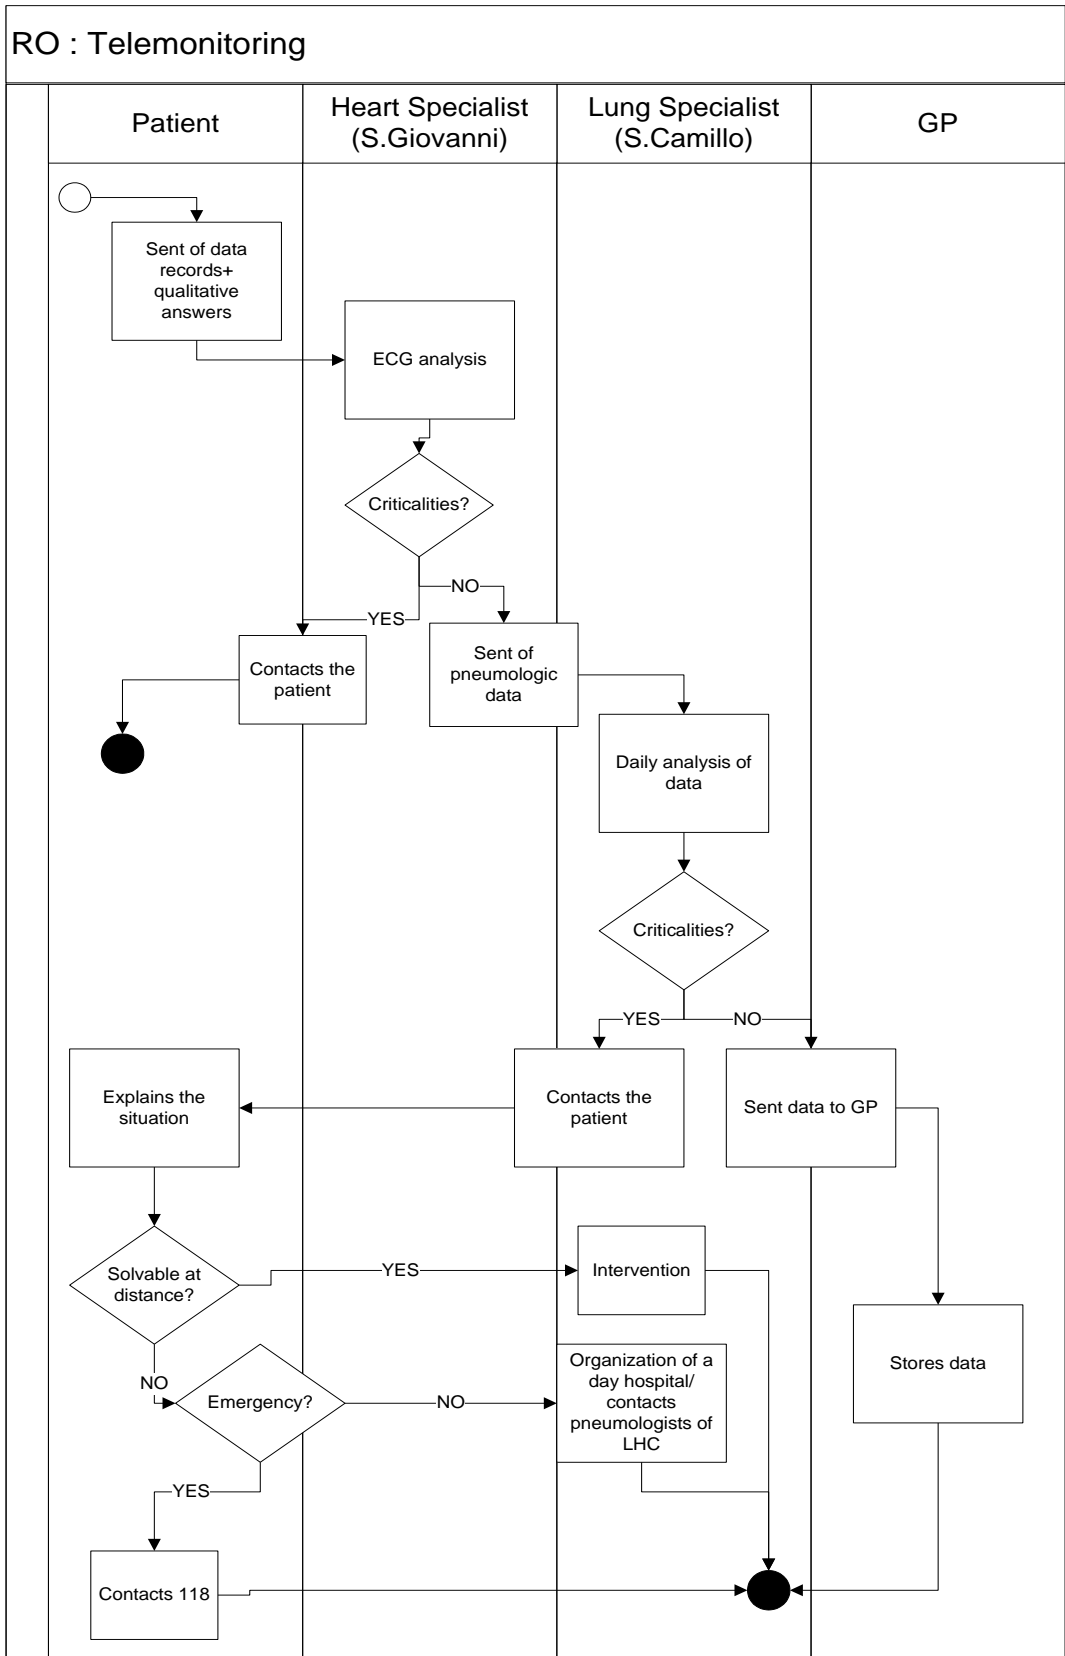 RO : Telemonitoring
Patient
Heart Specialist
(S.Giovanni)
Lung Specialist
(S.Camillo)
GP
Sent of data
records+
qualitative
answers
ECG analysis
Criticalities?
NO
YES
Contacts the
patient
Sent of
pneumologic
data
Daily analysis of
data
Criticalities?
YES
NO
Explains the
situation
Contacts the
patient
Sent data to GP
Solvable at
distance?
YES
Intervention
NO
Emergency?
NO
Organization of a
day hospital/
contacts
pneumologists of
LHC
Stores data
YES
Contacts 118